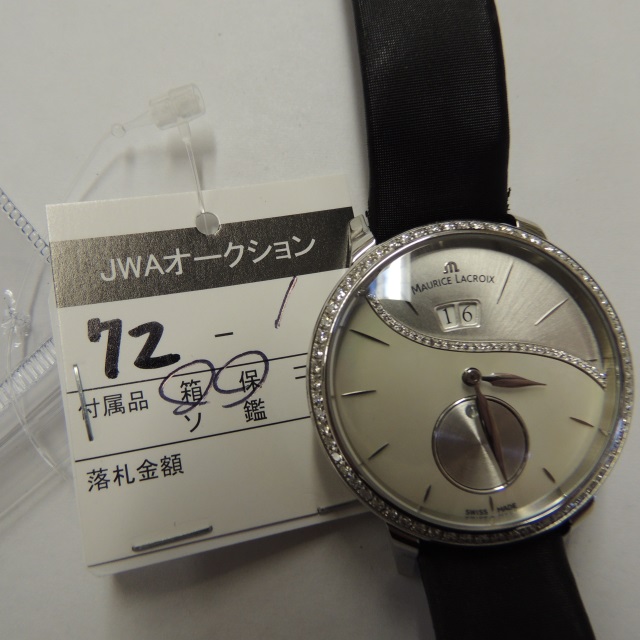 JWAオークション
72 - 1
付属品 箱 保
ソ 鑑
落札金額
MAURICE LACROIX
16
SWISS MADE